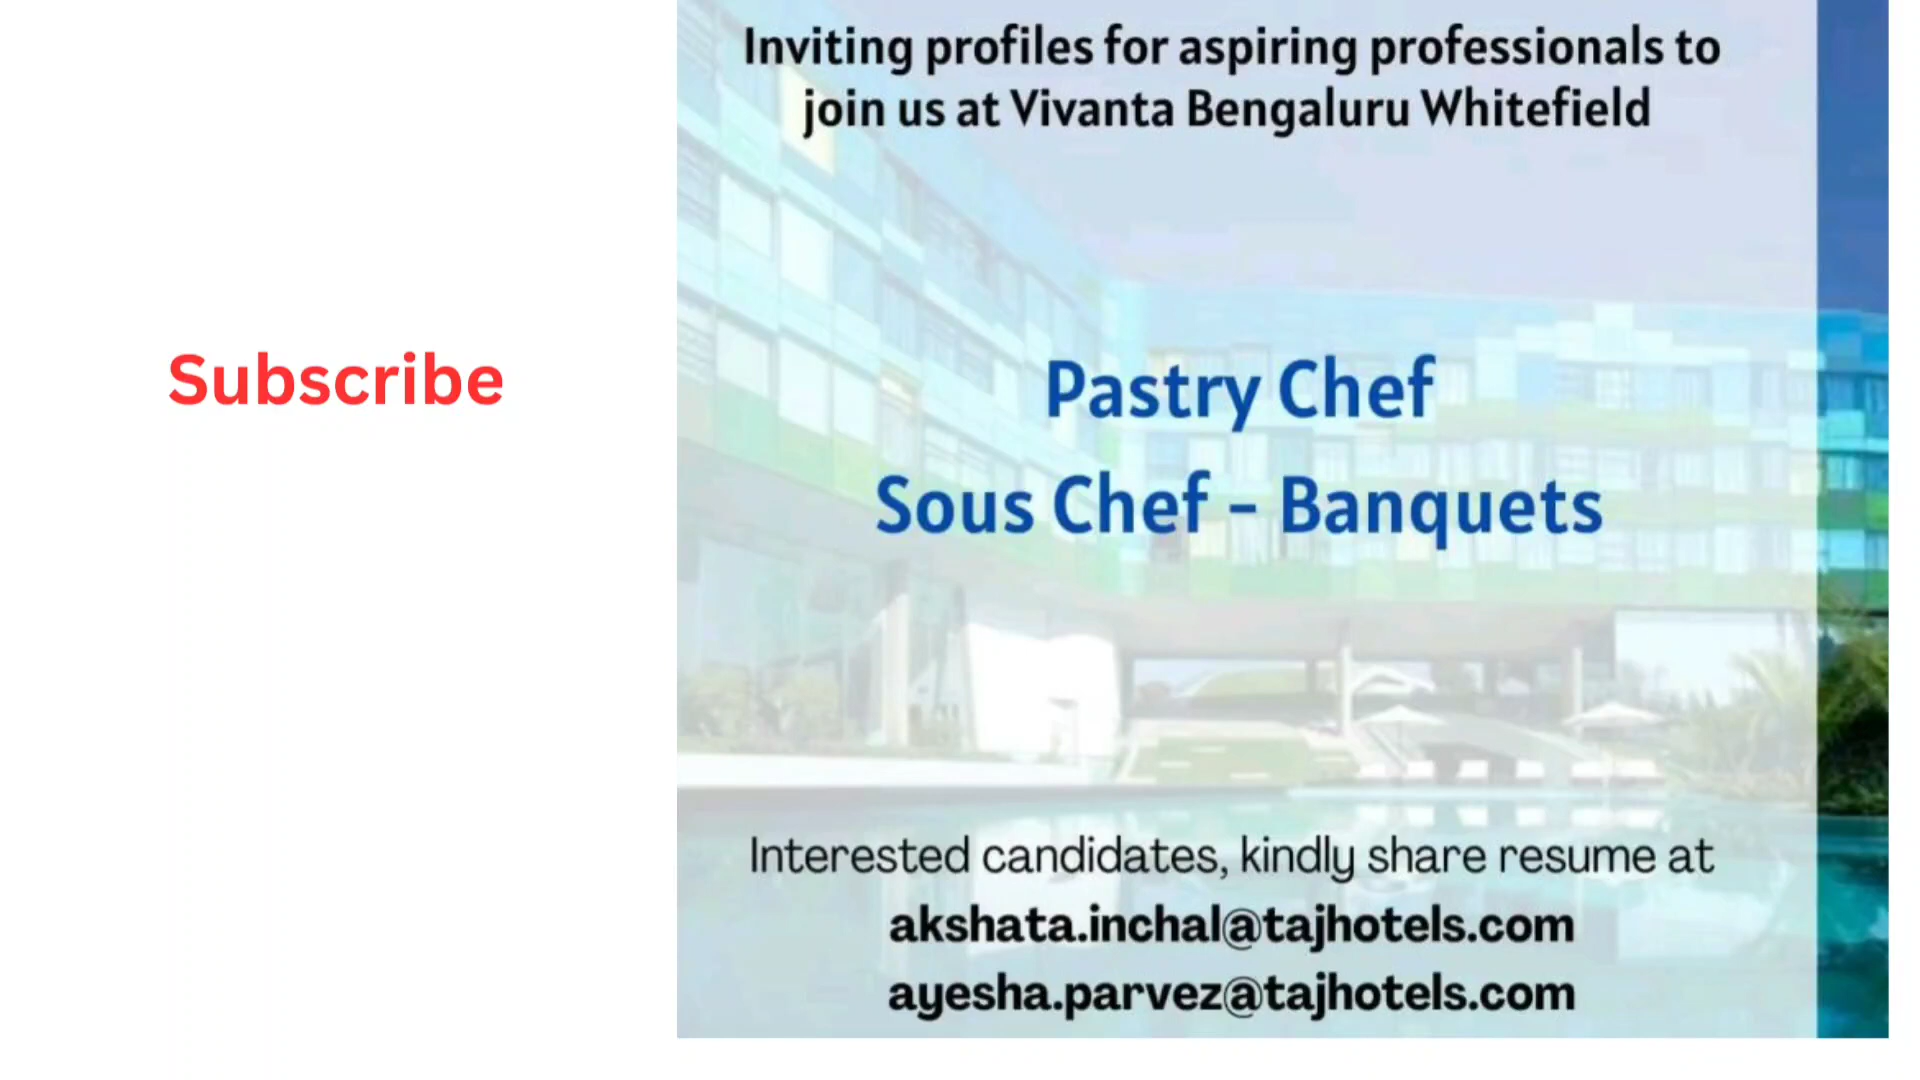 Inviting profiles for aspiring professionals to
join us at Vivanta Bengaluru Whitefield
Subscribe
Pastry Chef
Sous Chef - Banquets
Interested candidates, kindly share resume at
akshata.inchal@tajhotels.com
ayesha.parvez@tajhotels.com